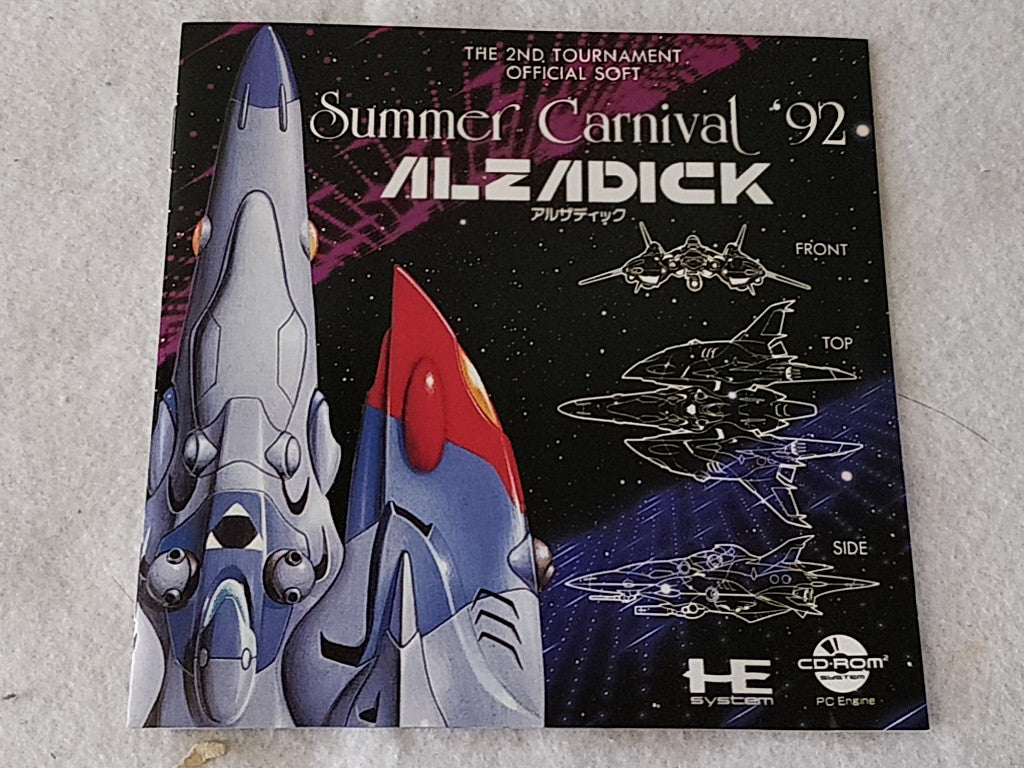 THE 2ND TOURNAMENT
OFFICIAL SOFT
Summer Carnival '92
ALZADICK
アルザディック
FRONT
TOP
SIDE
HE
system
CD-ROM²
SYSTEM
PC Engine